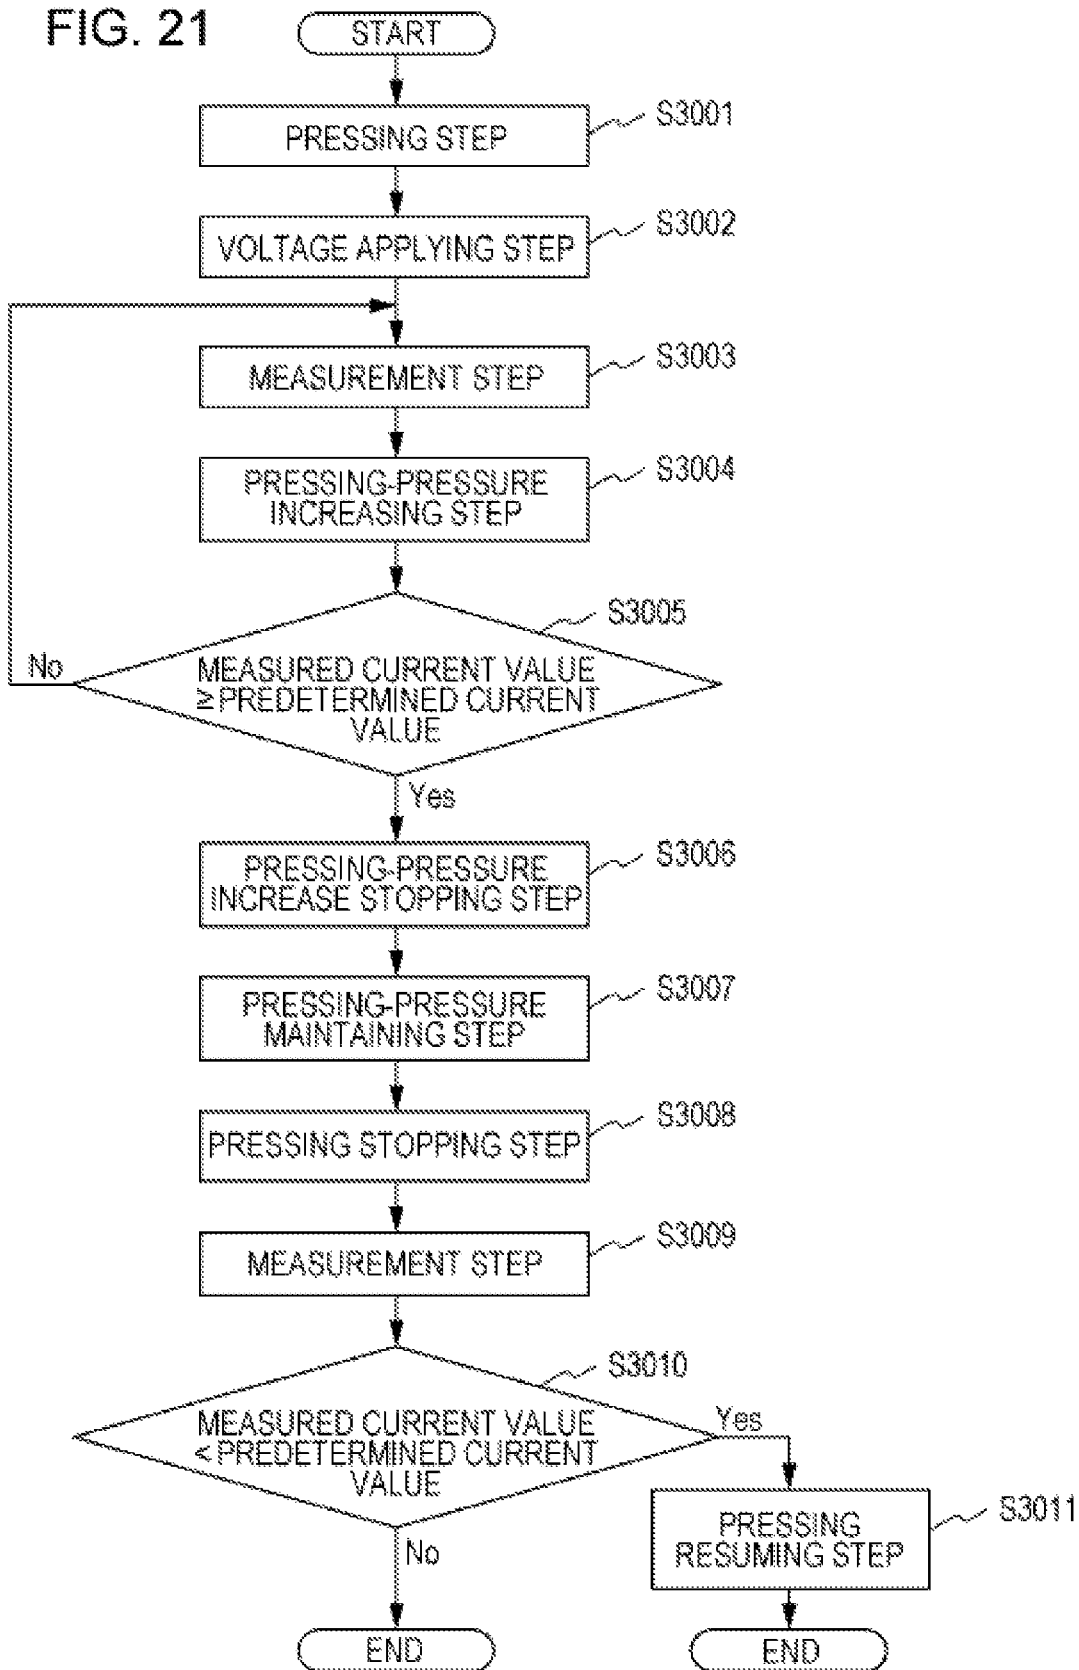 FIG. 21
START
PRESSING STEP
S3001
VOLTAGE APPLYING STEP
S3002
MEASUREMENT STEP
S3003
PRESSING-PRESSURE
INCREASING STEP
S3004
S3005
No
MEASURED CURRENT VALUE
≥ PREDETERMINED CURRENT
VALUE
Yes
PRESSING-PRESSURE
INCREASE STOPPING STEP
S3006
PRESSING-PRESSURE
MAINTAINING STEP
S3007
PRESSING STOPPING STEP
S3008
MEASUREMENT STEP
S3009
S3010
MEASURED CURRENT VALUE
< PREDETERMINED CURRENT
VALUE
Yes
No
PRESSING
RESUMING STEP
S3011
END
END